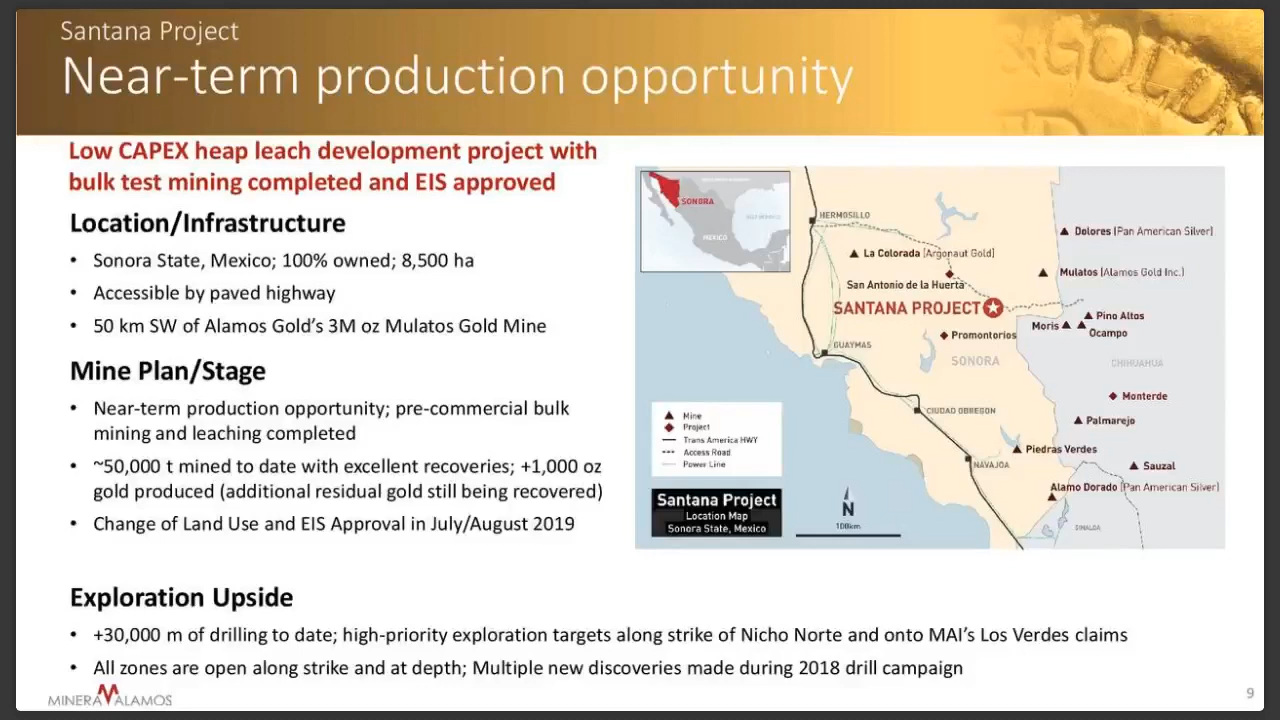 Santana Project
Near-term production opportunity
GOLD
Low CAPEX heap leach development project with
bulk test mining completed and EIS approved
Location/Infrastructure
• Sonora State, Mexico; 100% owned; 8,500 ha
• Accessible by paved highway
• 50 km SW of Alamos Gold’s 3M oz Mulatos Gold Mine
Mine Plan/Stage
• Near-term production opportunity; pre-commercial bulk
mining and leaching completed
• ~50,000 t mined to date with excellent recoveries; +1,000 oz
gold produced (additional residual gold still being recovered)
• Change of Land Use and EIS Approval in July/August 2019
SONORA
MEXICO
HERMOSILLO
La Colorada [Argonaut Gold]
San Antonio de la Huerta
SANTANA PROJECT
Dolores [Pan American Silver]
Mulatos [Alamos Gold Inc.]
Pino Altos
Moris
Ocampo
Promontorios
SONORA
CHIHUAHUA
GUAYMAS
Monterde
CIUDAD OBREGON
Palmarejo
Piedras Verdes
NAVAJOA
Sauzal
Alamo Dorado [Pan American Silver]
SINALOA
Mine
Project
Trans America HWY
Access Road
Power Line
Santana Project
Location Map
Sonora State, Mexico
N
100km
Exploration Upside
• +30,000 m of drilling to date; high-priority exploration targets along strike of Nicho Norte and onto MAI’s Los Verdes claims
• All zones are open along strike and at depth; Multiple new discoveries made during 2018 drill campaign
MINERA ALAMOS
9